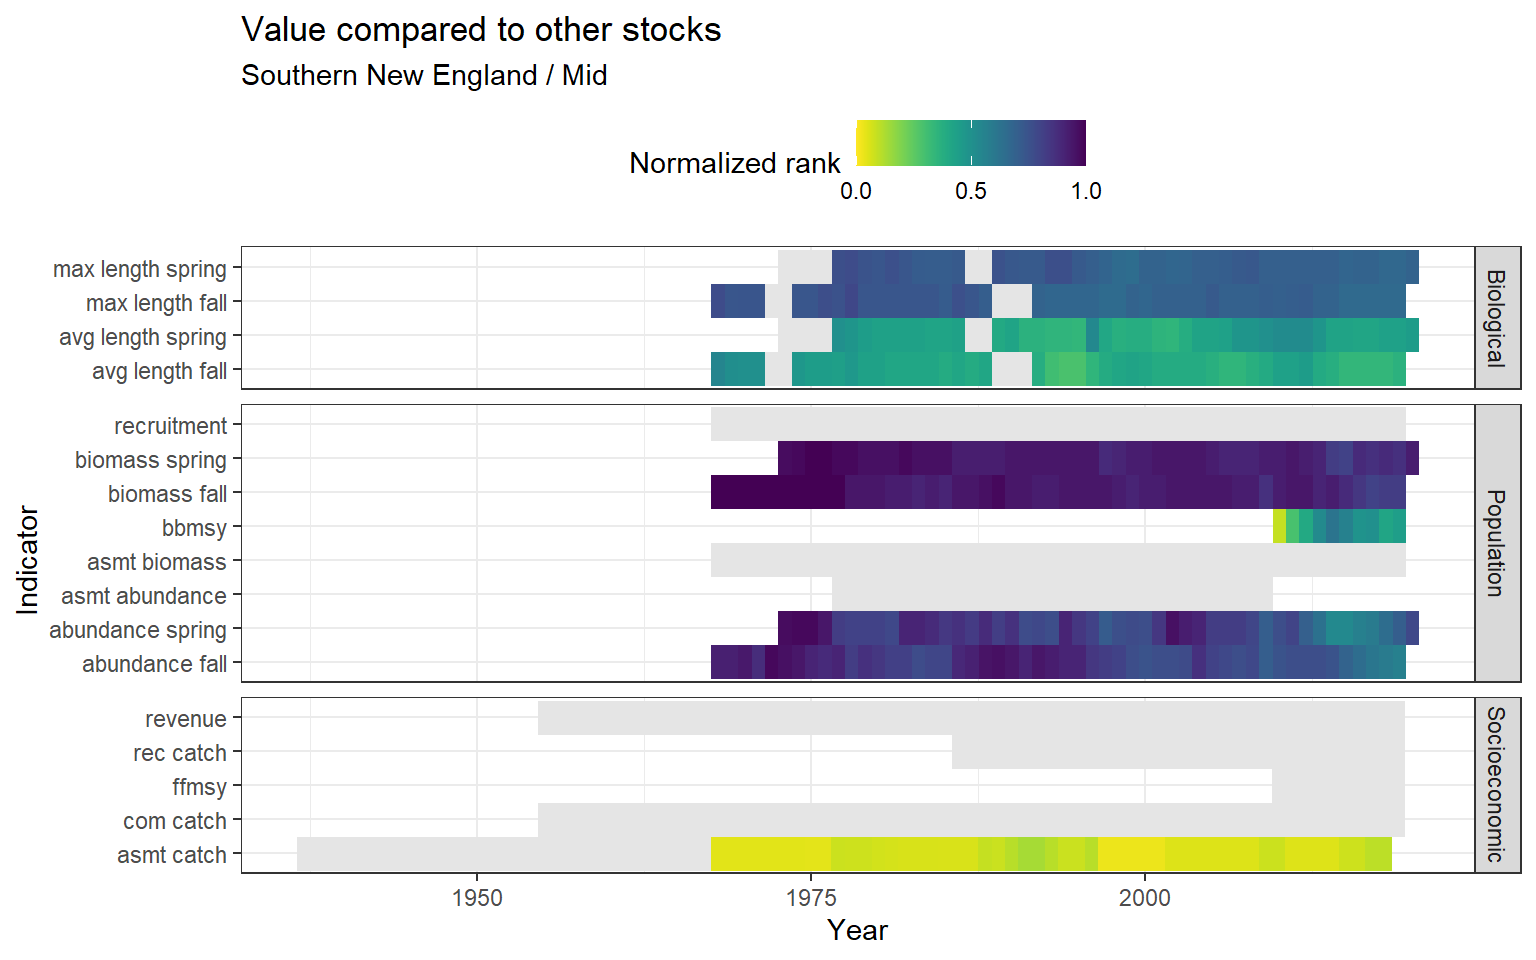 Value compared to other stocks
Southern New England / Mid
Normalized rank
0.0 0.5 1.0
max length spring
max length fall
avg length spring
avg length fall
Biological
recruitment
biomass spring
biomass fall
bbmsy
asmt biomass
asmt abundance
abundance spring
abundance fall
Population
Indicator
revenue
rec catch
ffmsy
com catch
asmt catch
Socioeconomic
1950 1975 2000
Year